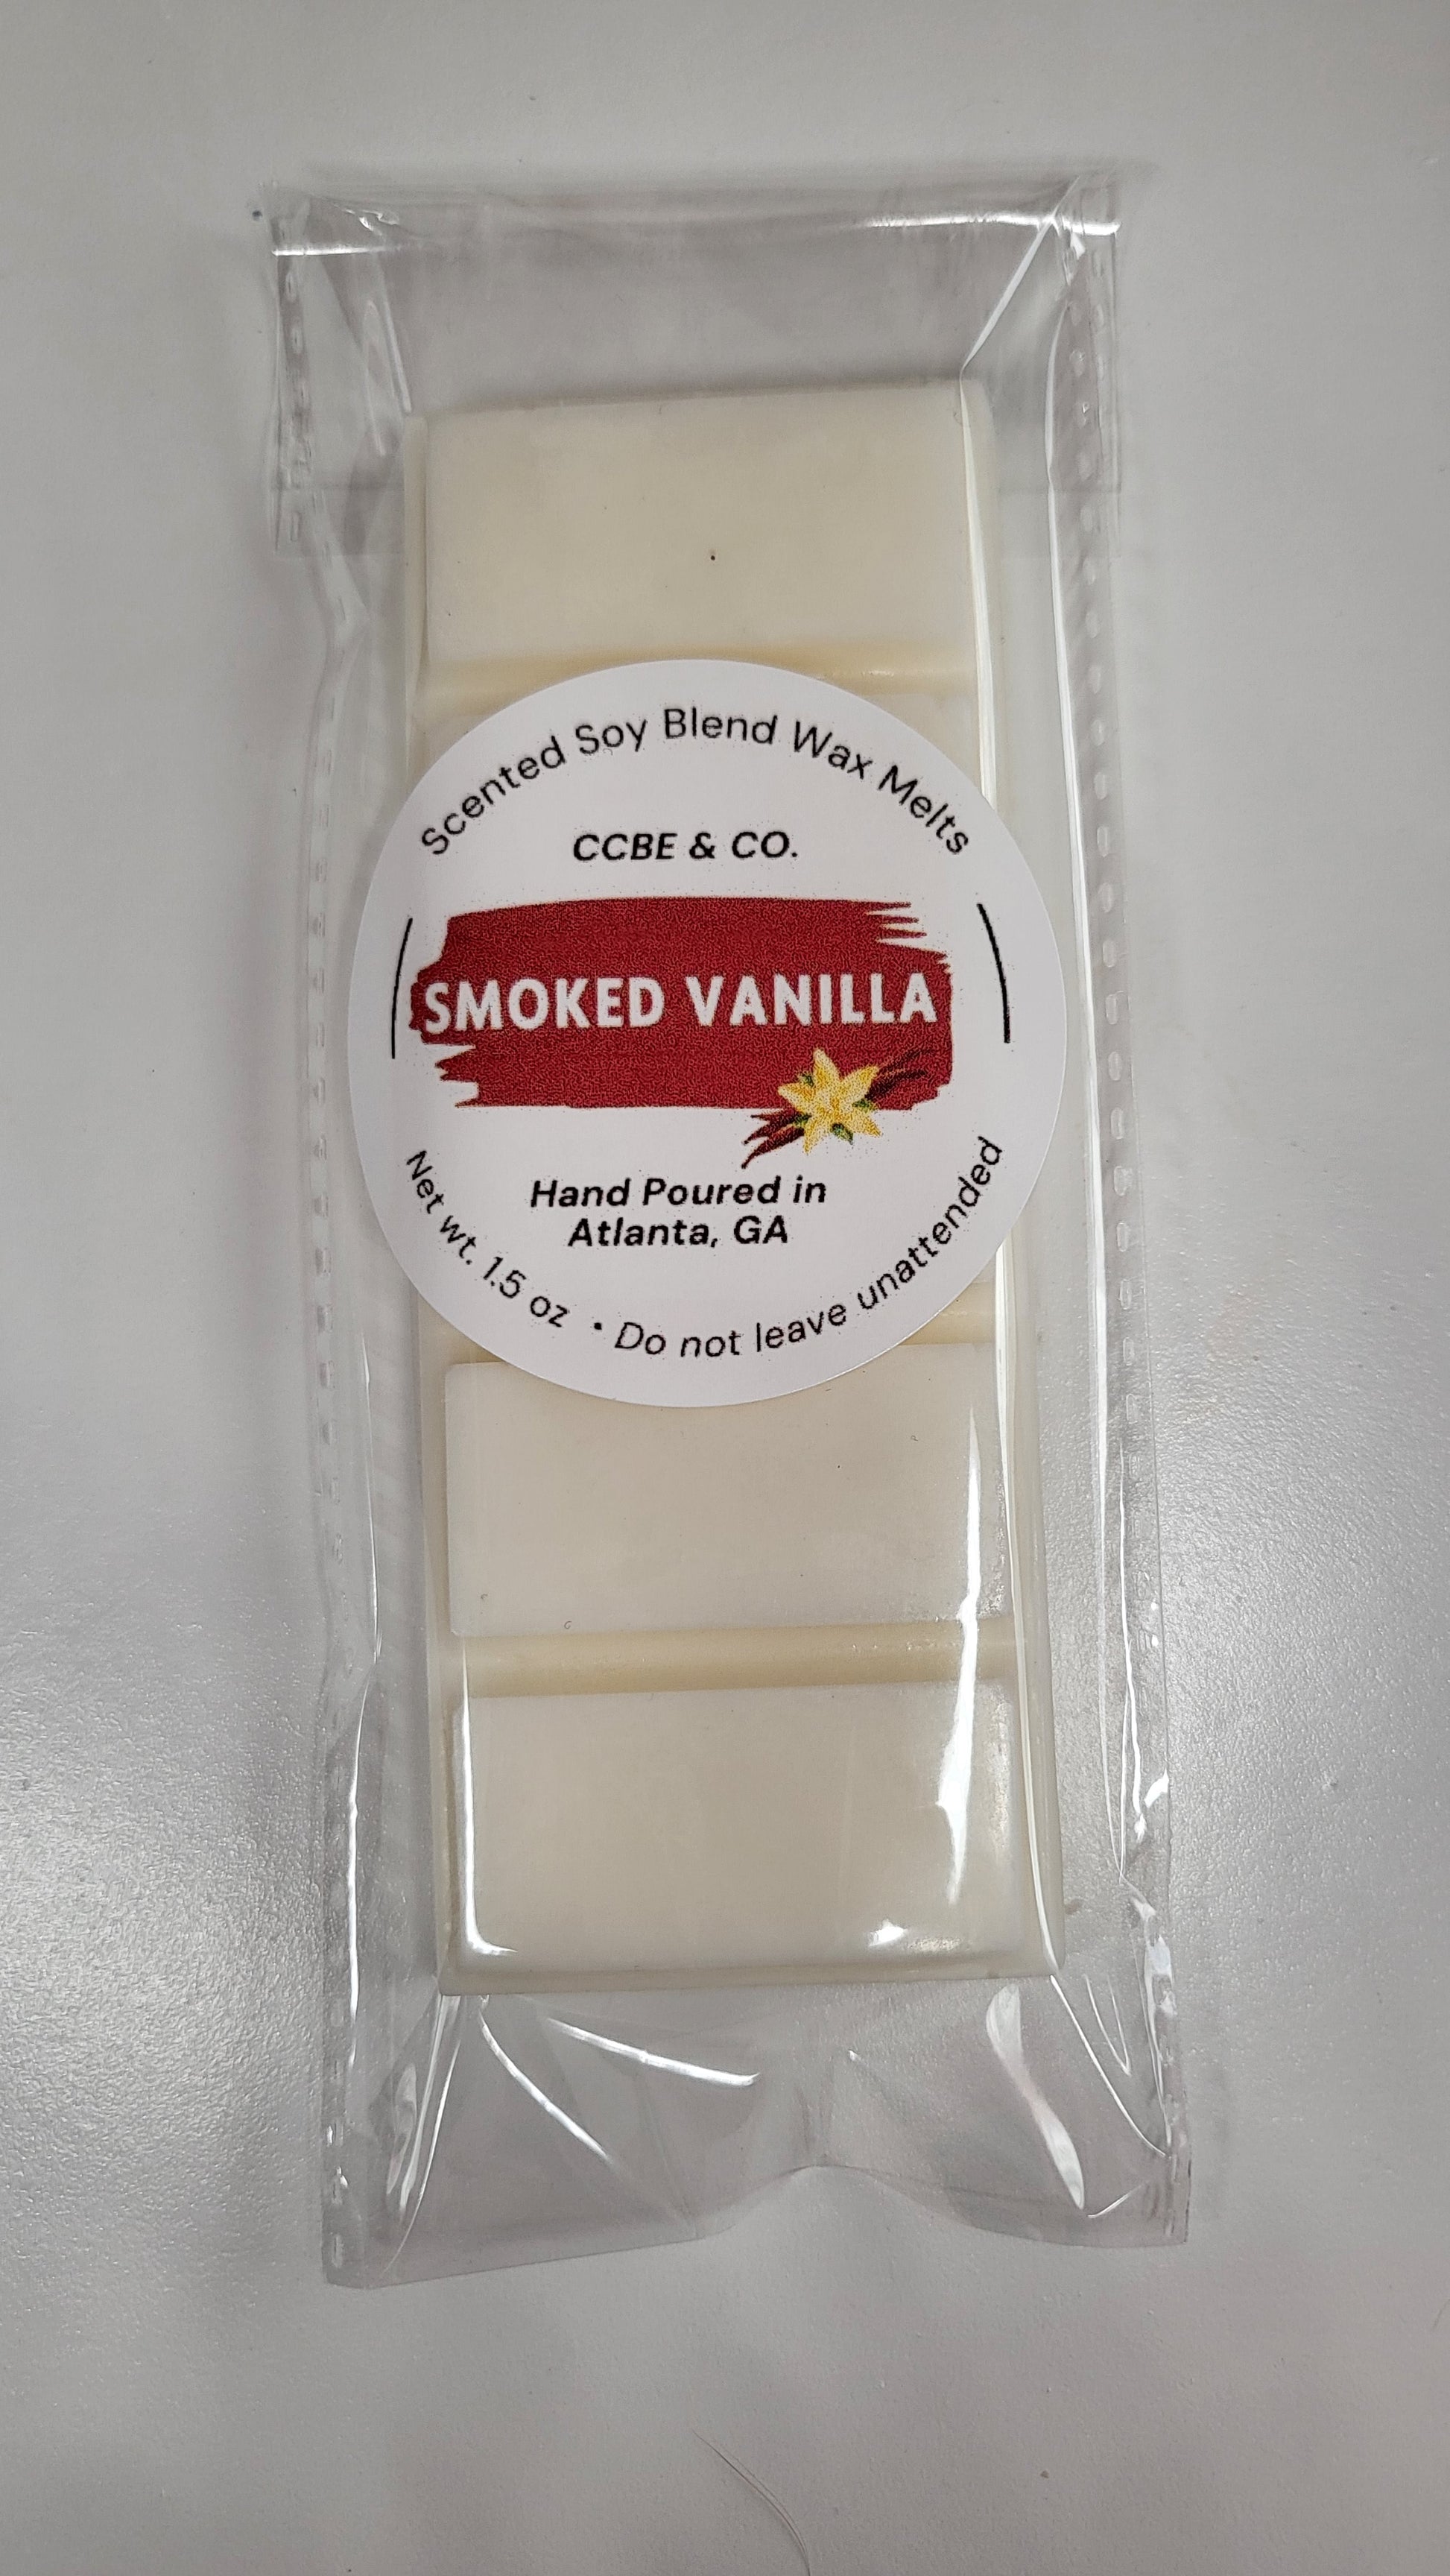 Scented Soy Blend Wax Melts
CCBE & CO.
SMOKED VANILLA
Hand Poured in
Atlanta, GA
Net wt. 1.5 oz • Do not leave unattended